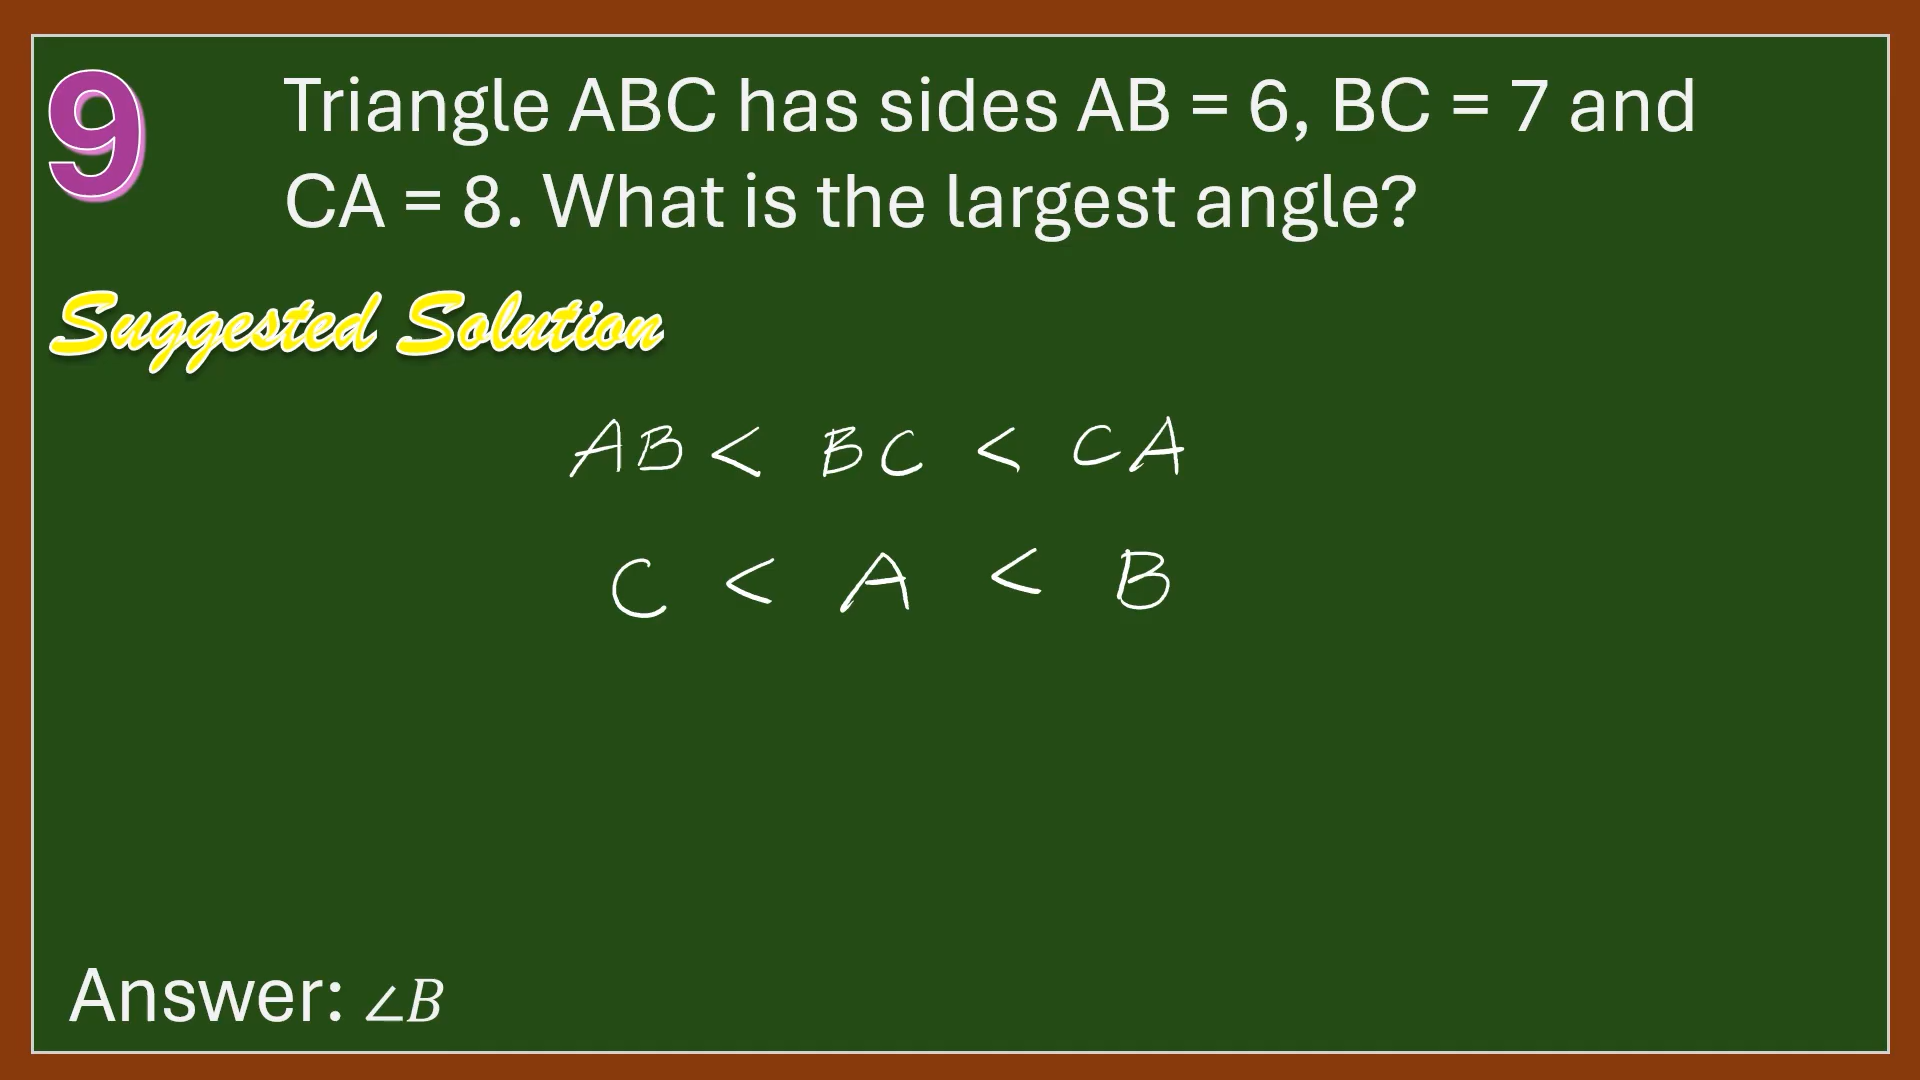 9
Triangle ABC has sides AB = 6, BC = 7 and
CA = 8. What is the largest angle?
Suggested Solution
AB < BC < CA
C < A < B
Answer: ∠B